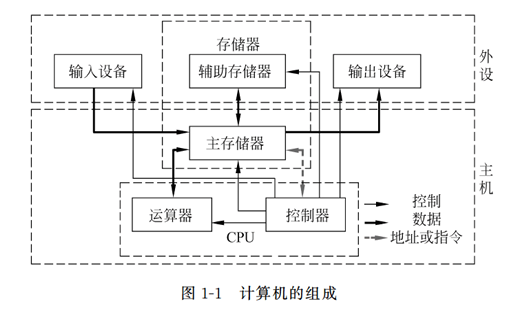 存储器
输入设备
辅助存储器
输出设备
外设
主存储器
主机
运算器
控制器
CPU
控制
数据
地址或指令
图 1-1 计算机的组成